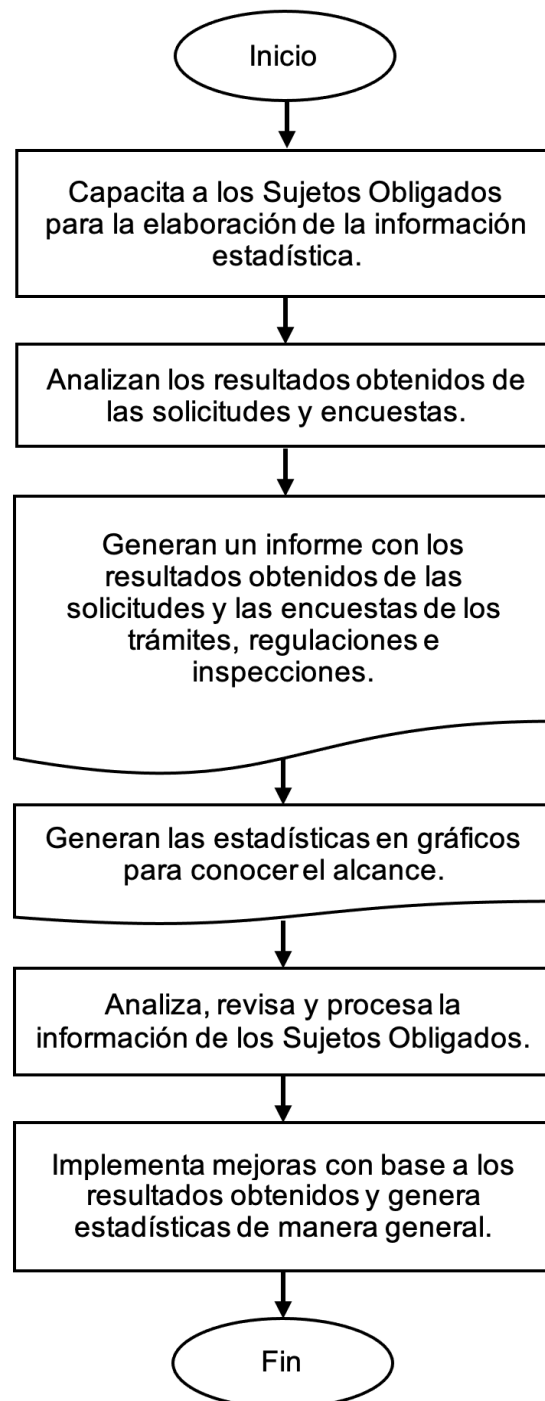 Inicio
Capacita a los Sujetos Obligados
para la elaboración de la información
estadística.
Analizan los resultados obtenidos de
las solicitudes y encuestas.
Generan un informe con los
resultados obtenidos de las
solicitudes y las encuestas de los
trámites, regulaciones e
inspecciones.
Generan las estadísticas en gráficos
para conocer el alcance.
Analiza, revisa y procesa la
información de los Sujetos Obligados.
Implementa mejoras con base a los
resultados obtenidos y genera
estadísticas de manera general.
Fin